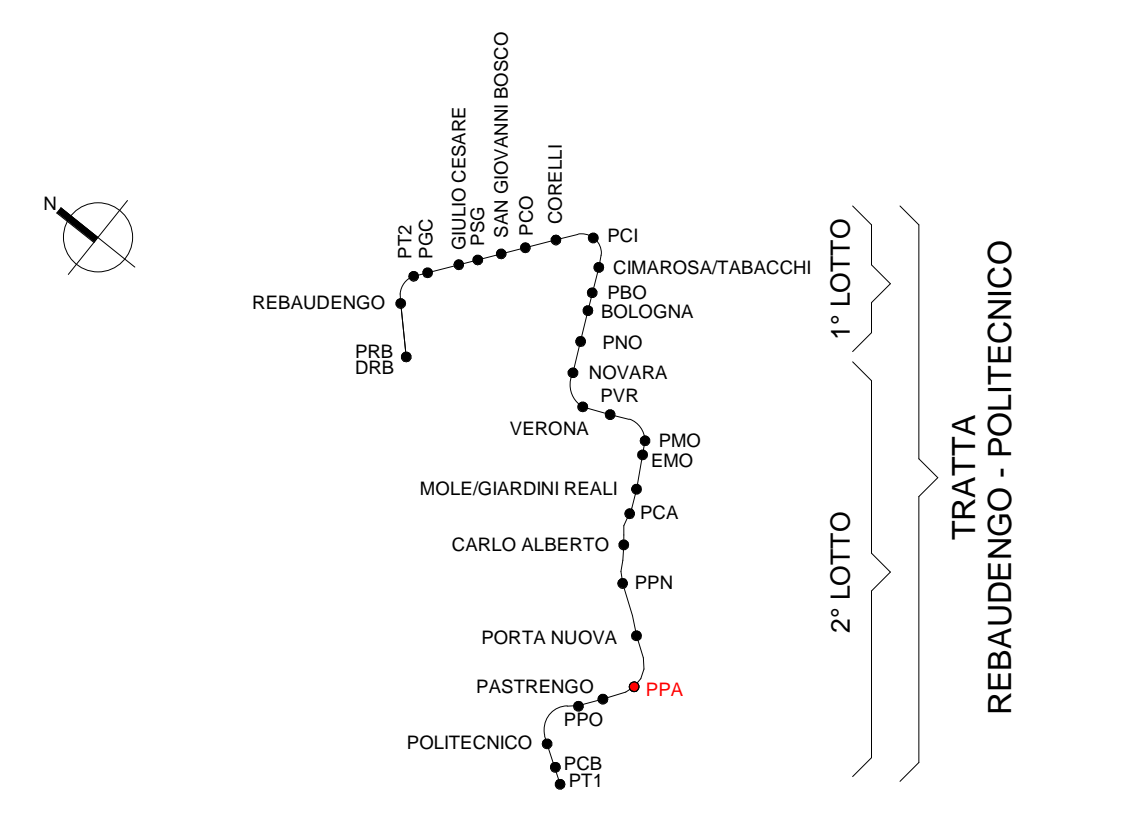 N
REBAUDENGO
PRB
DRB
PT2
PGC
GIULIO CESARE
PSG
SAN GIOVANNI BOSCO
PCO
CORELLI
PCI
CIMAROSA/TABACCHI
PBO
BOLOGNA
PNO
NOVARA
PVR
VERONA
PMO
EMO
MOLE/GIARDINI REALI
PCA
CARLO ALBERTO
PPN
PORTA NUOVA
PASTRENGO
PPA
PPO
POLITECNICO
PCB
PT1
1° LOTTO
2° LOTTO
TRATTA
REBAUDENGO - POLITECNICO